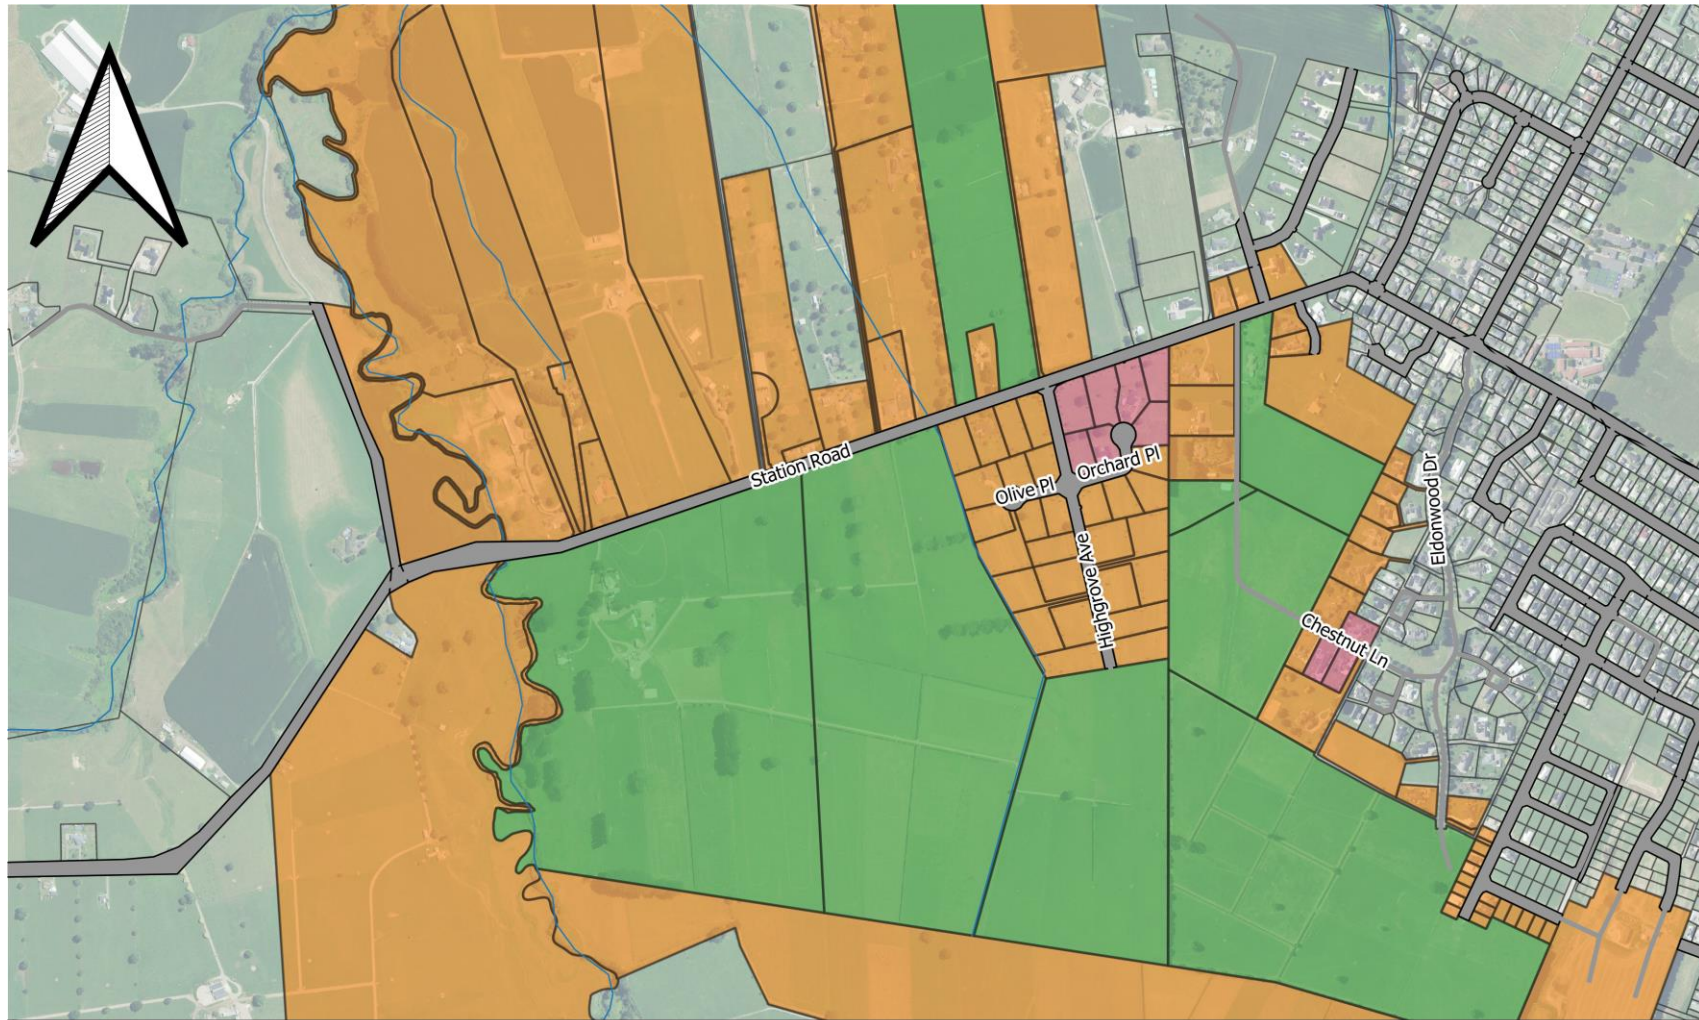 Station Road
Olive Pl
Orchard Pl
Highgrove Ave
Eldonwood Dr
Chestnut Ln